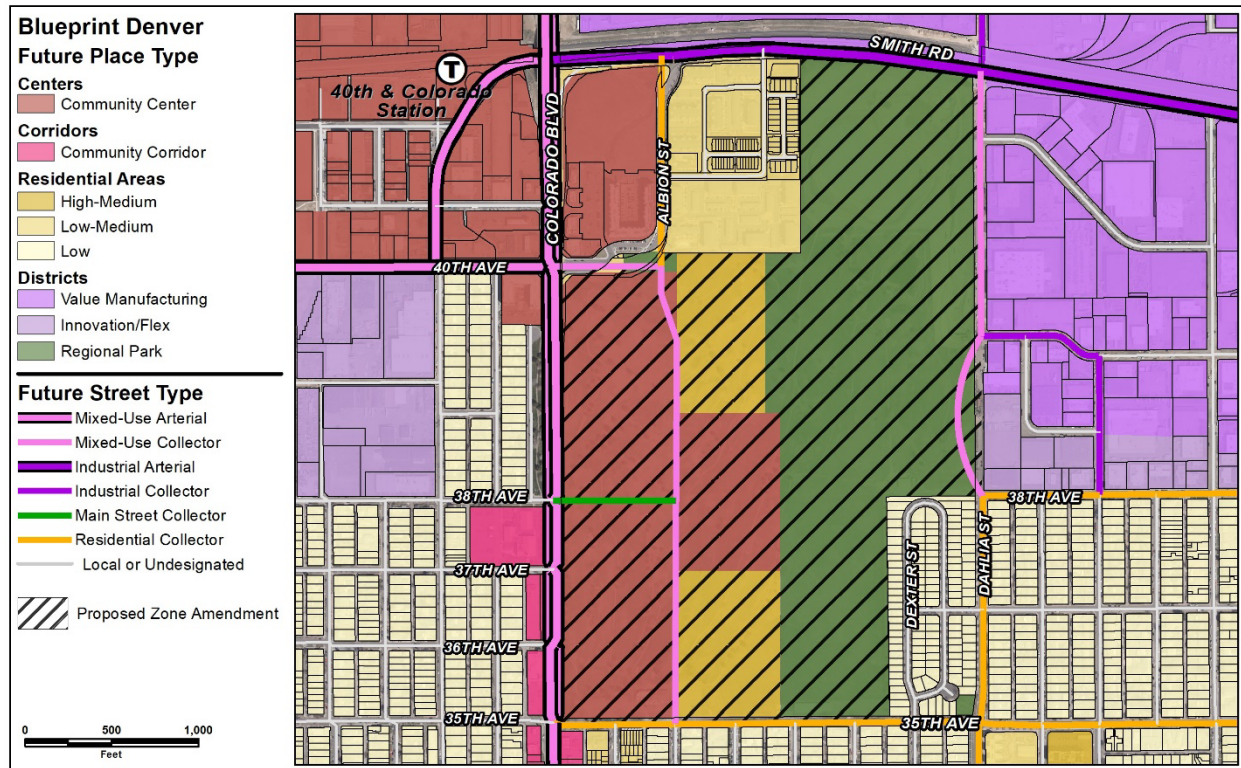 Blueprint Denver
Future Place Type
Centers
Community Center
Corridors
Community Corridor
Residential Areas
High-Medium
Low-Medium
Low
Districts
Value Manufacturing
Innovation/Flex
Regional Park
Future Street Type
Mixed-Use Arterial
Mixed-Use Collector
Industrial Arterial
Industrial Collector
Main Street Collector
Residential Collector
Local or Undesignated
Proposed Zone Amendment
0 500 1,000
Feet
T
40th & Colorado
Station
COLORADO BLVD
ALBION ST
SMITH RD
40TH AVE
38TH AVE
38TH AVE
37TH AVE
36TH AVE
35TH AVE
35TH AVE
DEXTER ST
DAHLIA ST